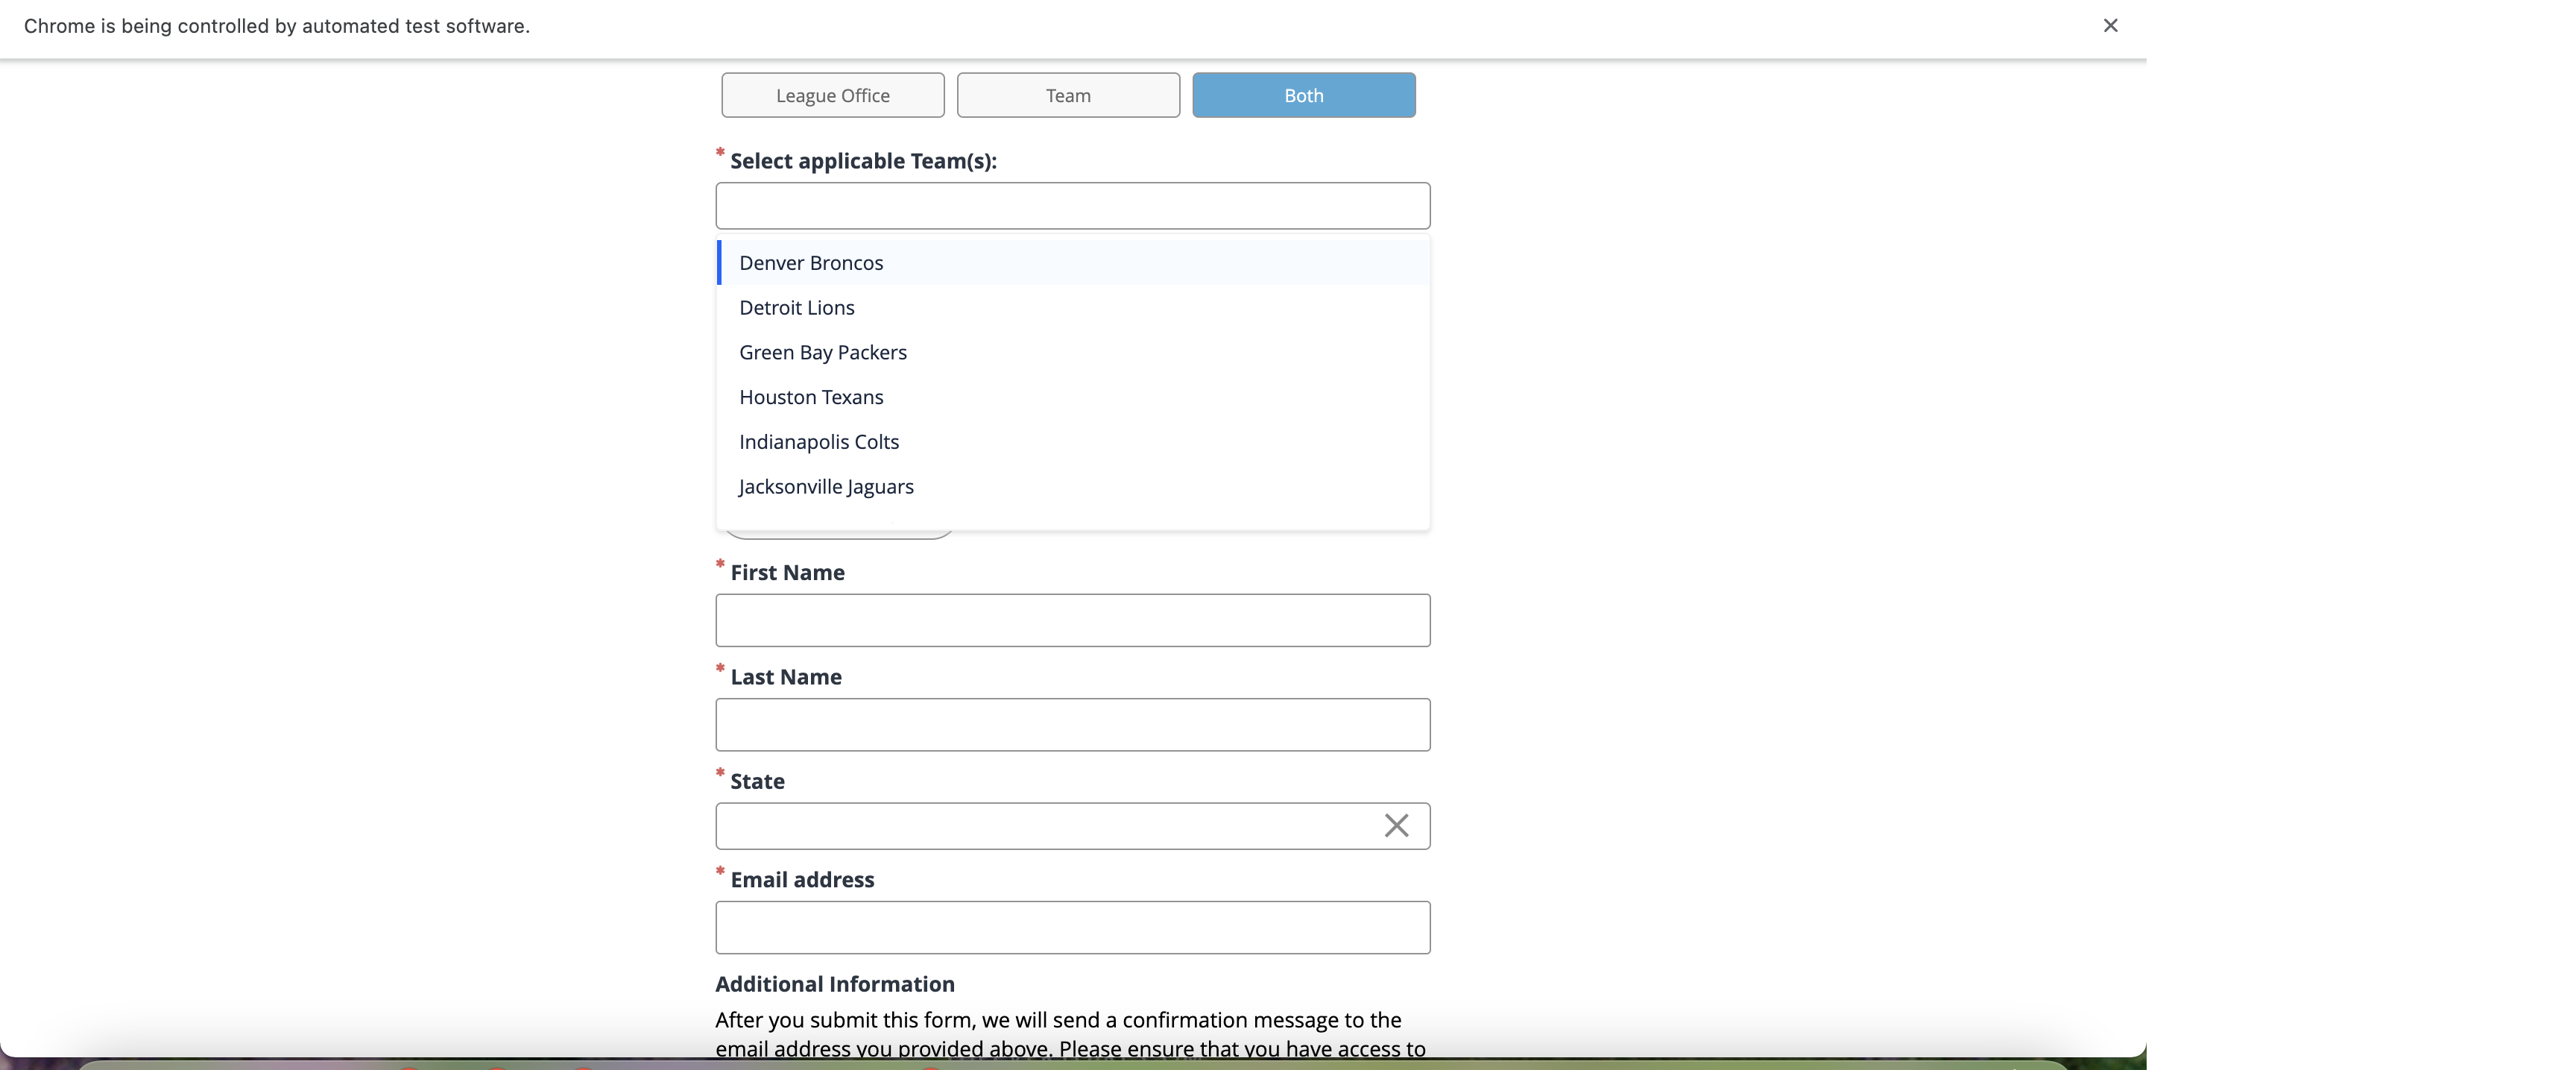 Chrome is being controlled by automated test software.
League Office
Team
Both
* Select applicable Team(s):
Denver Broncos
Detroit Lions
Green Bay Packers
Houston Texans
Indianapolis Colts
Jacksonville Jaguars
* First Name
* Last Name
* State
* Email address
Additional Information
After you submit this form, we will send a confirmation message to the
email address you provided above. Please ensure that you have access to